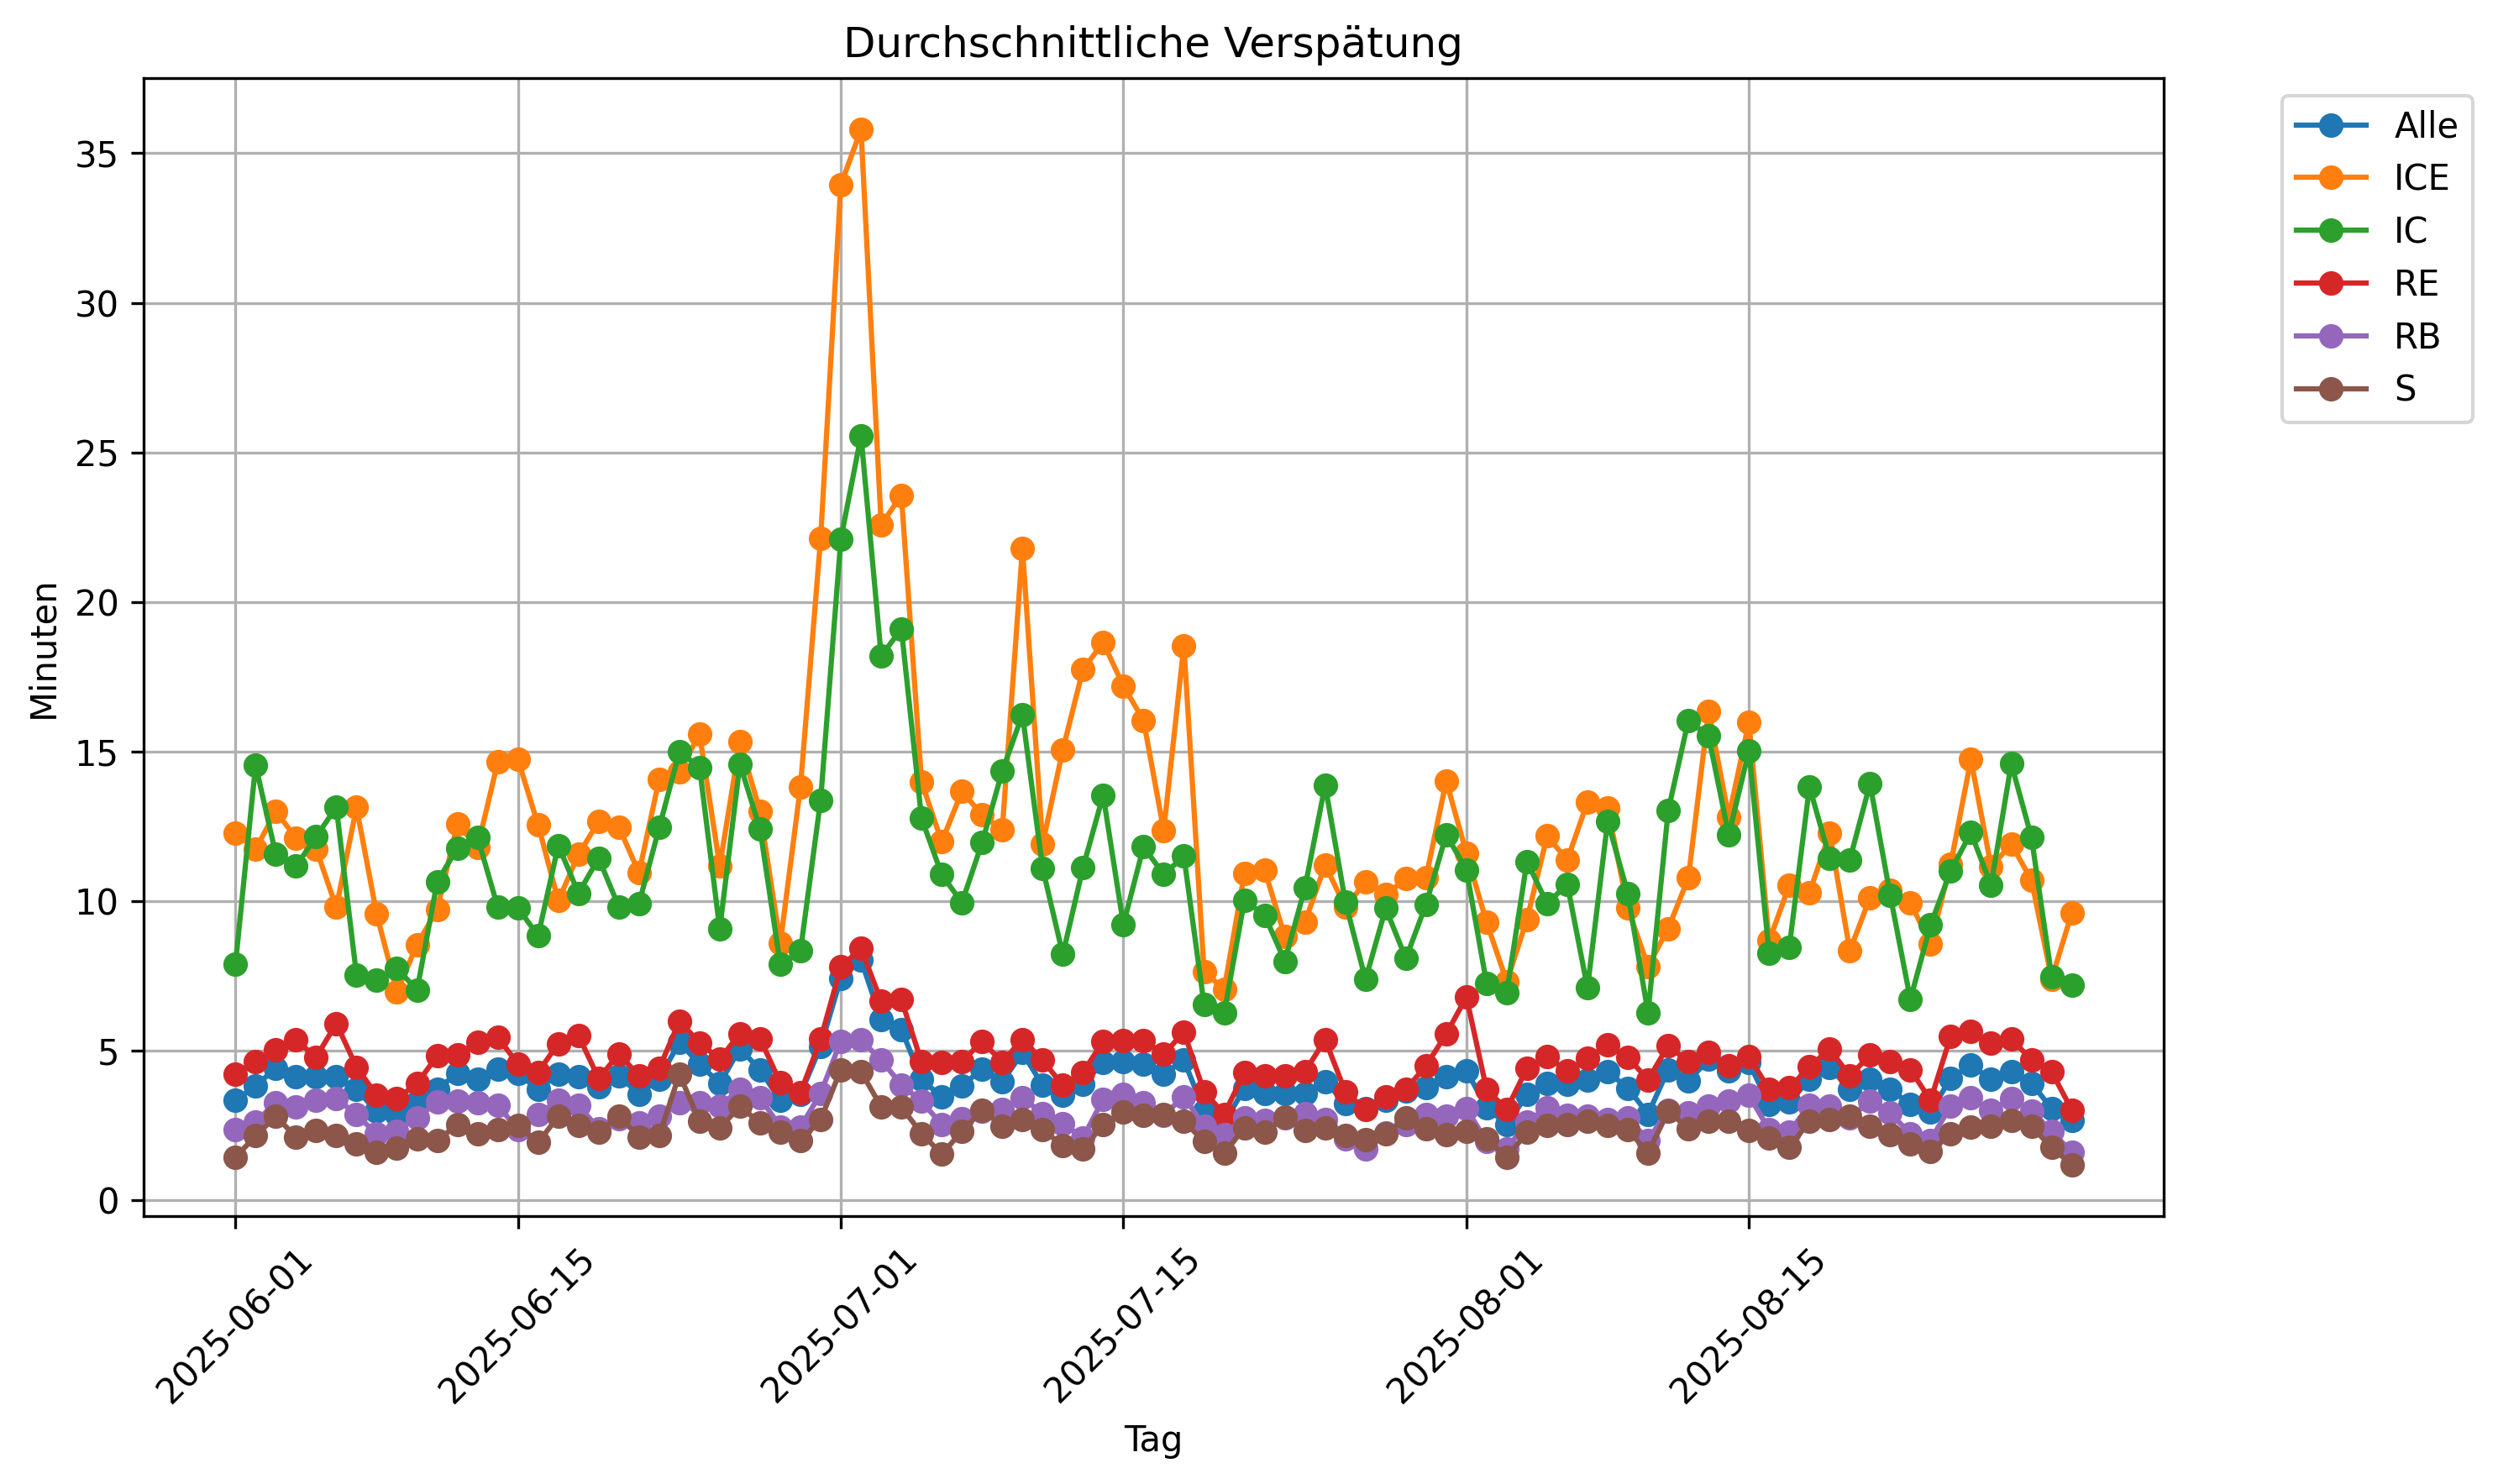 Durchschnittliche Verspätung
Alle
ICE
IC
RE
RB
S
Minuten
35
30
25
20
15
10
5
0
2025-06-01
2025-06-15
2025-07-01
2025-07-15
2025-08-01
2025-08-15
Tag